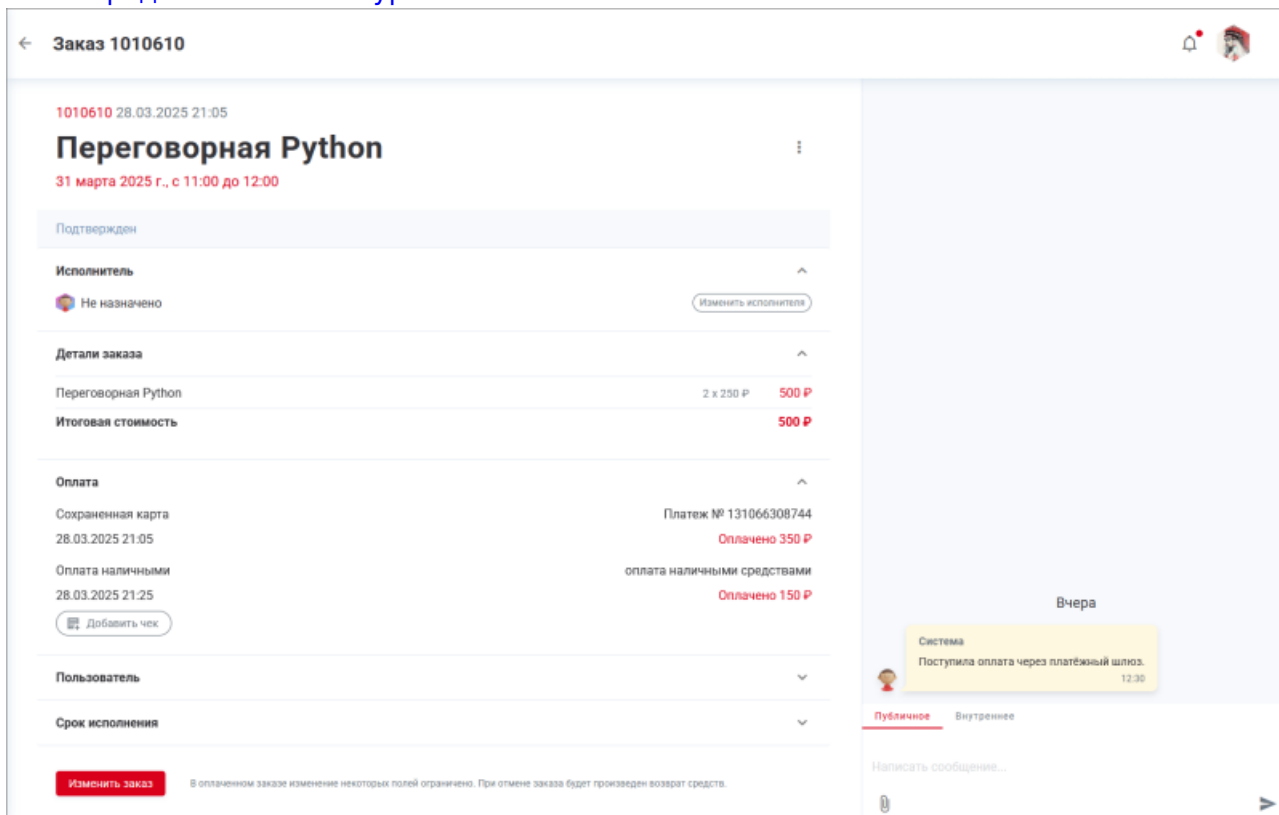 Заказ 1010610
1010610 28.03.2025 21:05
Переговорная Python
31 марта 2025 г., с 11:00 до 12:00
Подтвержден
Исполнитель
Не назначено
Изменить исполнителя
Детали заказа
Переговорная Python 2 x 250 ₽ 500 ₽
Итоговая стоимость 500 ₽
Оплата
Сохраненная карта Платеж № 131066308744
28.03.2025 21:05 Оплачено 350 ₽
Оплата наличными оплата наличными средствами
28.03.2025 21:25 Оплачено 150 ₽
Добавить чек
Пользователь
Срок исполнения
Изменить заказ В оплаченном заказе изменение некоторых полей ограничено. При отмене заказа будет произведен возврат средств.
Вчера
Система
Поступила оплата через платёжный шлюз.
12:30
Публичное Внутреннее
Написать сообщение...